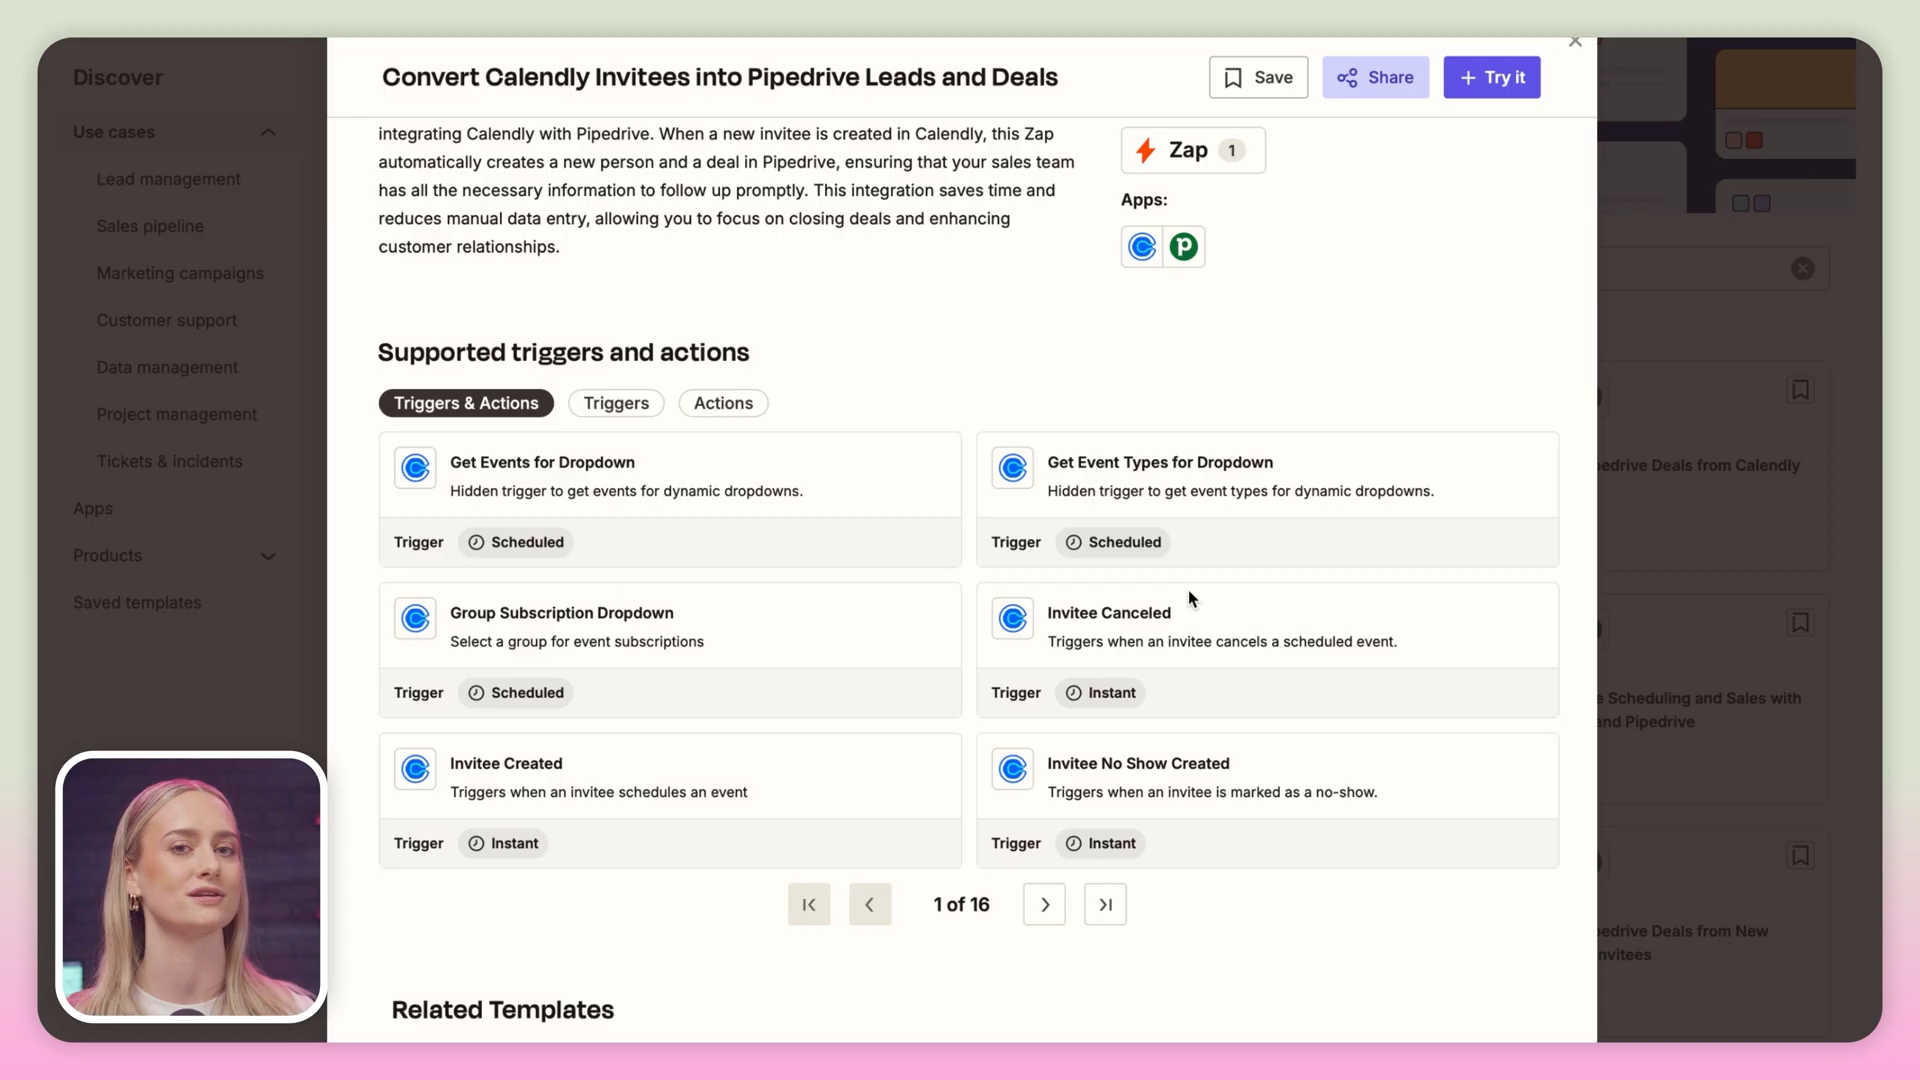 Discover
Use cases
Lead management
Sales pipeline
Marketing campaigns
Customer support
Data management
Project management
Tickets & incidents
Apps
Products
Saved templates
Convert Calendly Invitees into Pipedrive Leads and Deals
Save
Share
Try it
integrating Calendly with Pipedrive. When a new invitee is created in Calendly, this Zap
automatically creates a new person and a deal in Pipedrive, ensuring that your sales team
has all the necessary information to follow up promptly. This integration saves time and
reduces manual data entry, allowing you to focus on closing deals and enhancing
customer relationships.
Zap 1
Apps:
Supported triggers and actions
Triggers & Actions
Triggers
Actions
Get Events for Dropdown
Hidden trigger to get events for dynamic dropdowns.
Trigger Scheduled
Get Event Types for Dropdown
Hidden trigger to get event types for dynamic dropdowns.
Trigger Scheduled
Group Subscription Dropdown
Select a group for event subscriptions
Trigger Scheduled
Invitee Canceled
Triggers when an invitee cancels a scheduled event.
Trigger Instant
Invitee Created
Triggers when an invitee schedules an event
Trigger Instant
Invitee No Show Created
Triggers when an invitee is marked as a no-show.
Trigger Instant
1 of 16
Related Templates
Deals from Calendly
Scheduling and Sales with
and Pipedrive
Deals from New